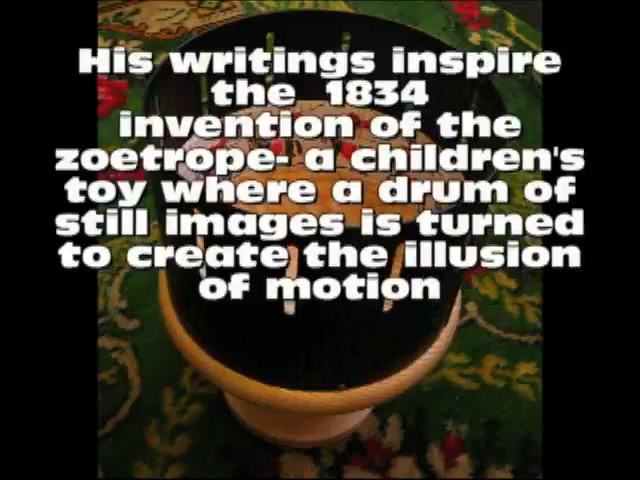 His writings inspire
the 1834
invention of the
zoetrope- a children's
toy where a drum of
still images is turned
to create the illusion
of motion